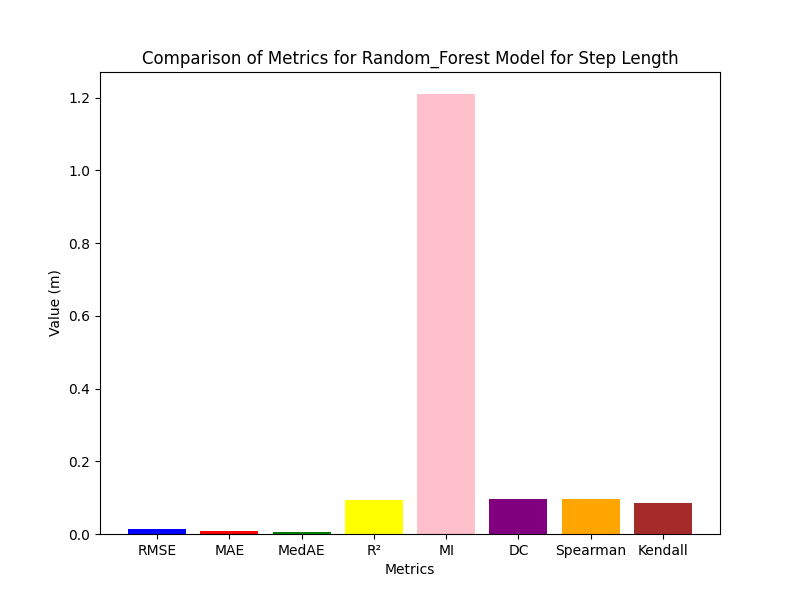 Comparison of Metrics for Random_Forest Model for Step Length
Value (m)
1.2
1.0
0.8
0.6
0.4
0.2
0.0
RMSE MAE MedAE R² MI DC Spearman Kendall
Metrics